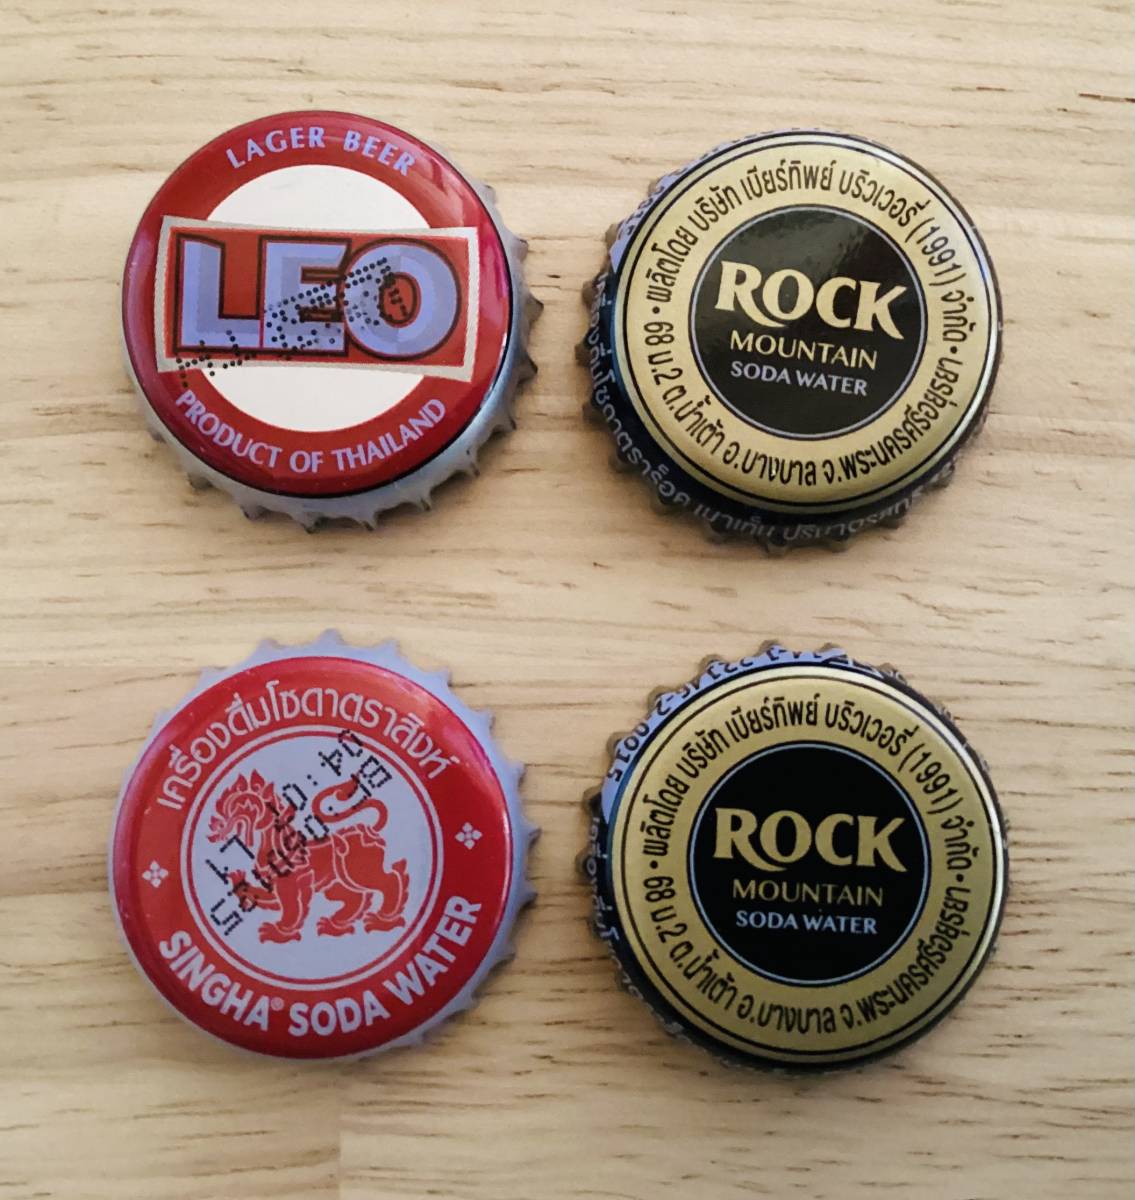 LAGER BEER
LEO
PRODUCT OF THAILAND
ผลิตโดย บริษัท เบียร์ทิพย์ บริวเวอรี่ (1991) จำกัด •
69 ม.2 ต.น้ำเต้า อ.บางบาล จ.พระนครศรีอยุธยา •
ROCK
MOUNTAIN
SODA WATER
เครื่องดื่มโซดาตราสิงห์
SINGHA® SODA WATER
ผลิตโดย บริษัท เบียร์ทิพย์ บริวเวอรี่ (1991) จำกัด •
69 ม.2 ต.น้ำเต้า อ.บางบาล จ.พระนครศรีอยุธยา •
ROCK
MOUNTAIN
SODA WATER